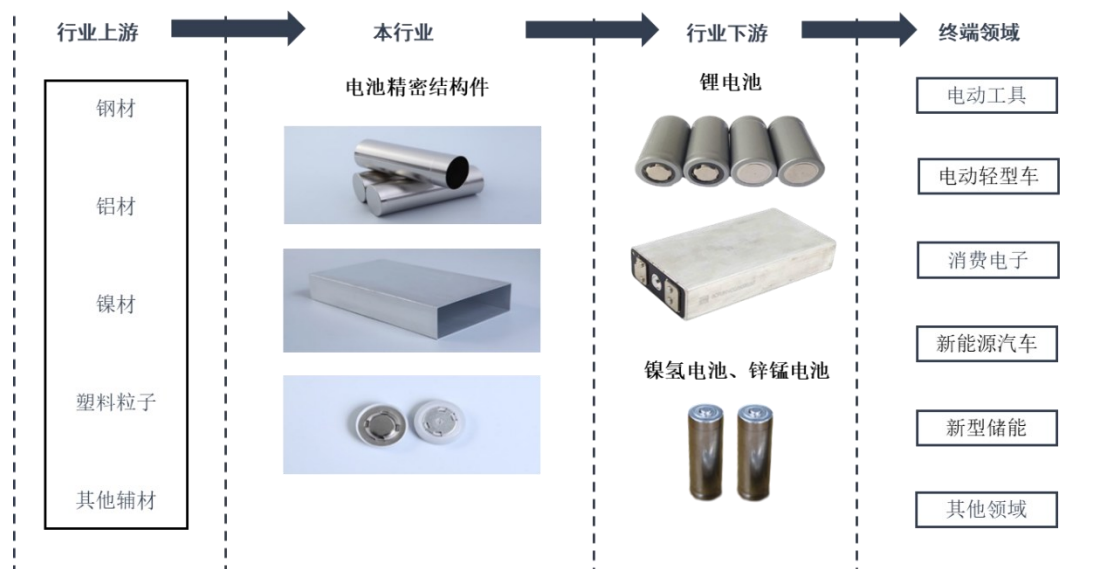 行业上游
本行业
行业下游
终端领域
钢材
铝材
镍材
塑料粒子
其他辅材
电池精密结构件
锂电池
镍氢电池、锌锰电池
电动工具
电动轻型车
消费电子
新能源汽车
新型储能
其他领域